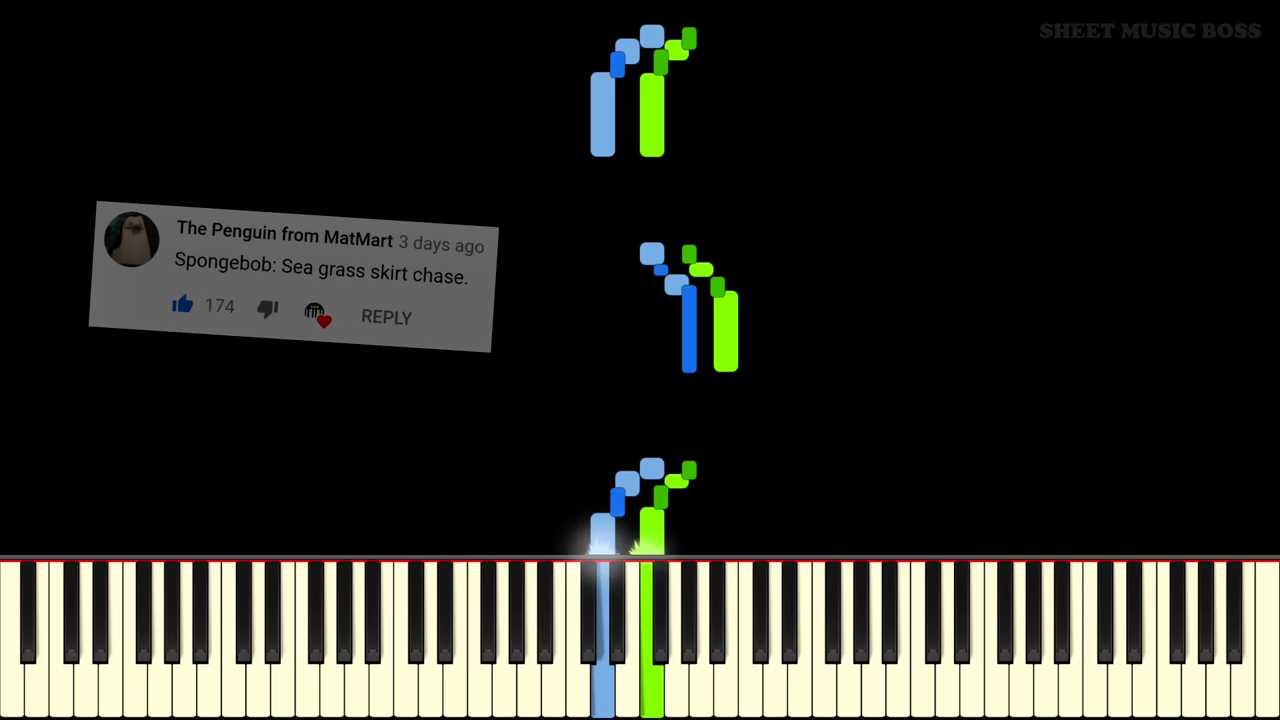 SHEET MUSIC BOSS
The Penguin from MatMart 3 days ago
Spongebob: Sea grass skirt chase.
174 REPLY